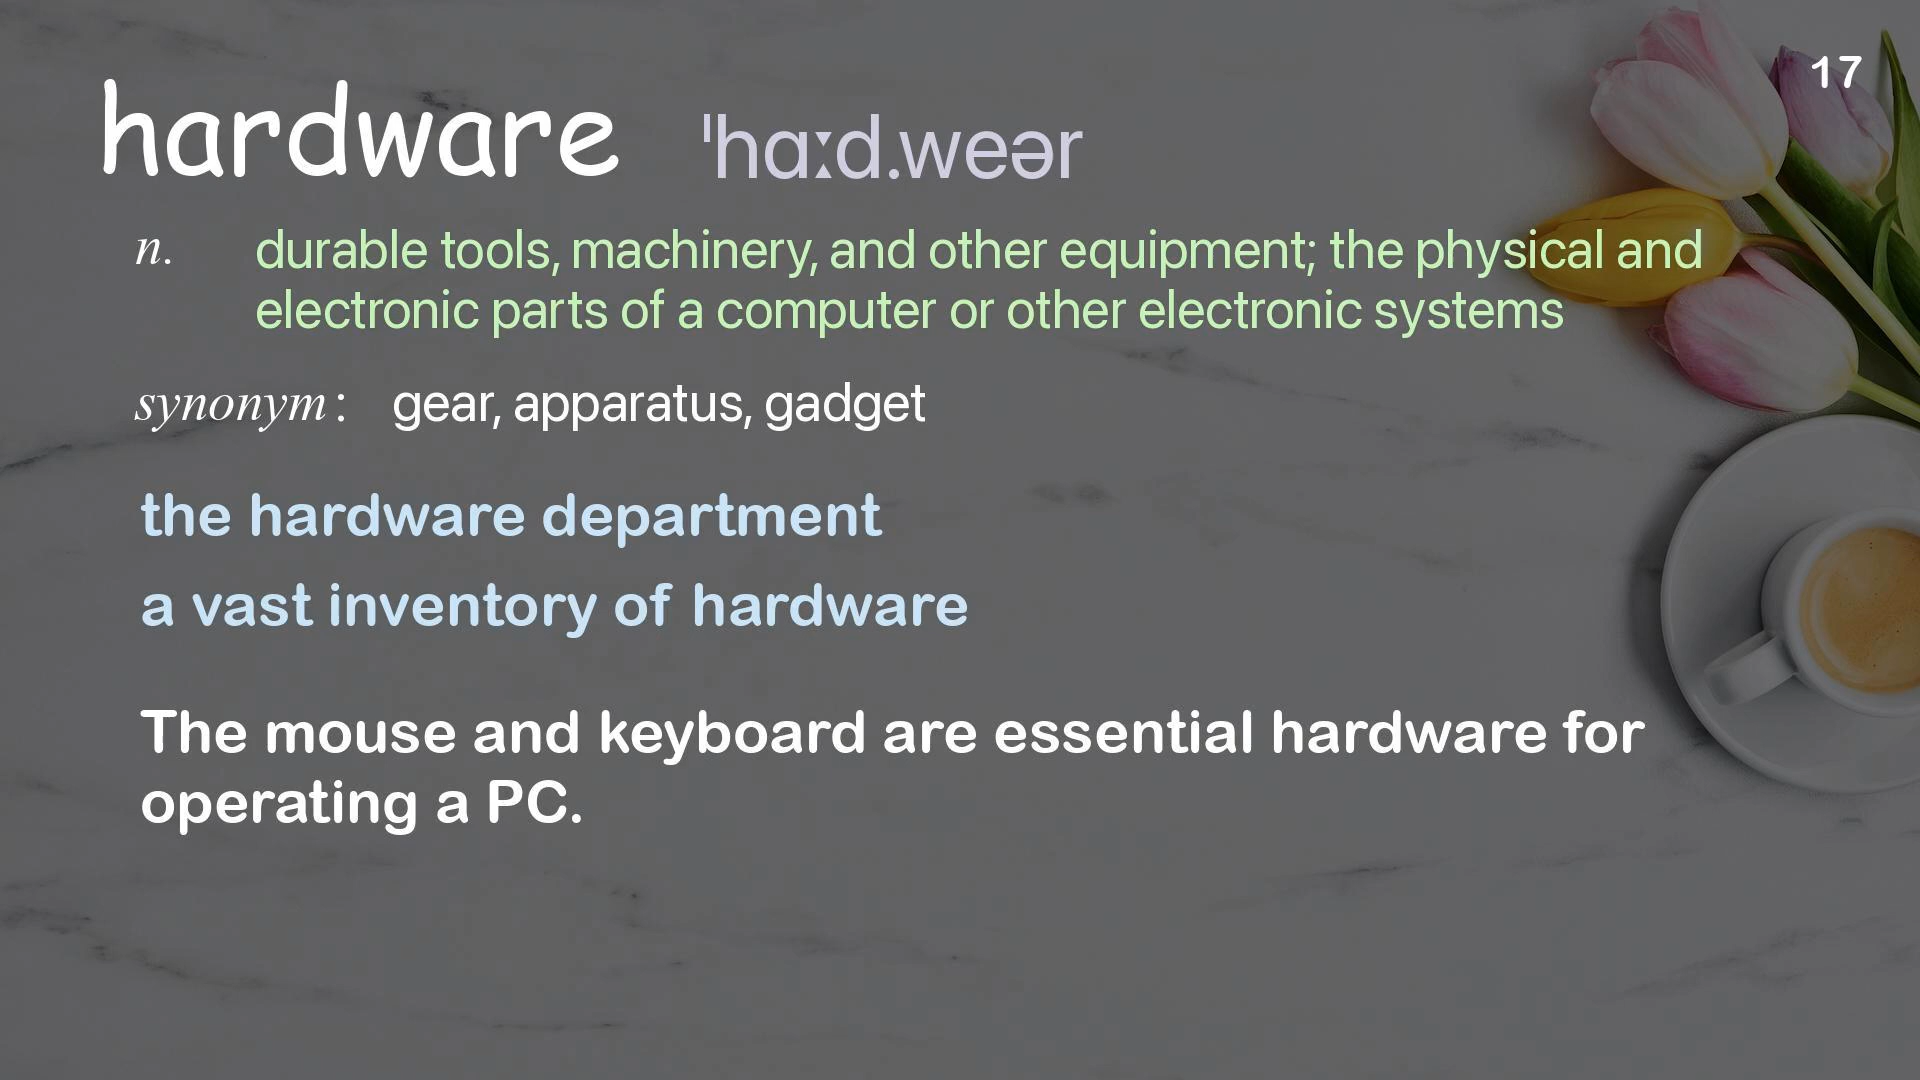 17
hardware ˈhɑːd.weər
n. durable tools, machinery, and other equipment; the physical and
electronic parts of a computer or other electronic systems
synonym : gear, apparatus, gadget
the hardware department
a vast inventory of hardware
The mouse and keyboard are essential hardware for
operating a PC.